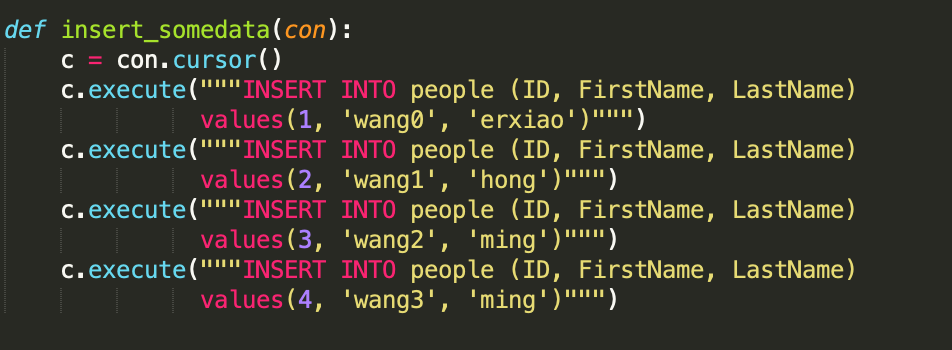 def insert_somedata(con):
    c = con.cursor()
    c.execute("""INSERT INTO people (ID, FirstName, LastName)
              values(1, 'wang0', 'erxiao')""")
    c.execute("""INSERT INTO people (ID, FirstName, LastName)
              values(2, 'wang1', 'hong')""")
    c.execute("""INSERT INTO people (ID, FirstName, LastName)
              values(3, 'wang2', 'ming')""")
    c.execute("""INSERT INTO people (ID, FirstName, LastName)
              values(4, 'wang3', 'ming')""")